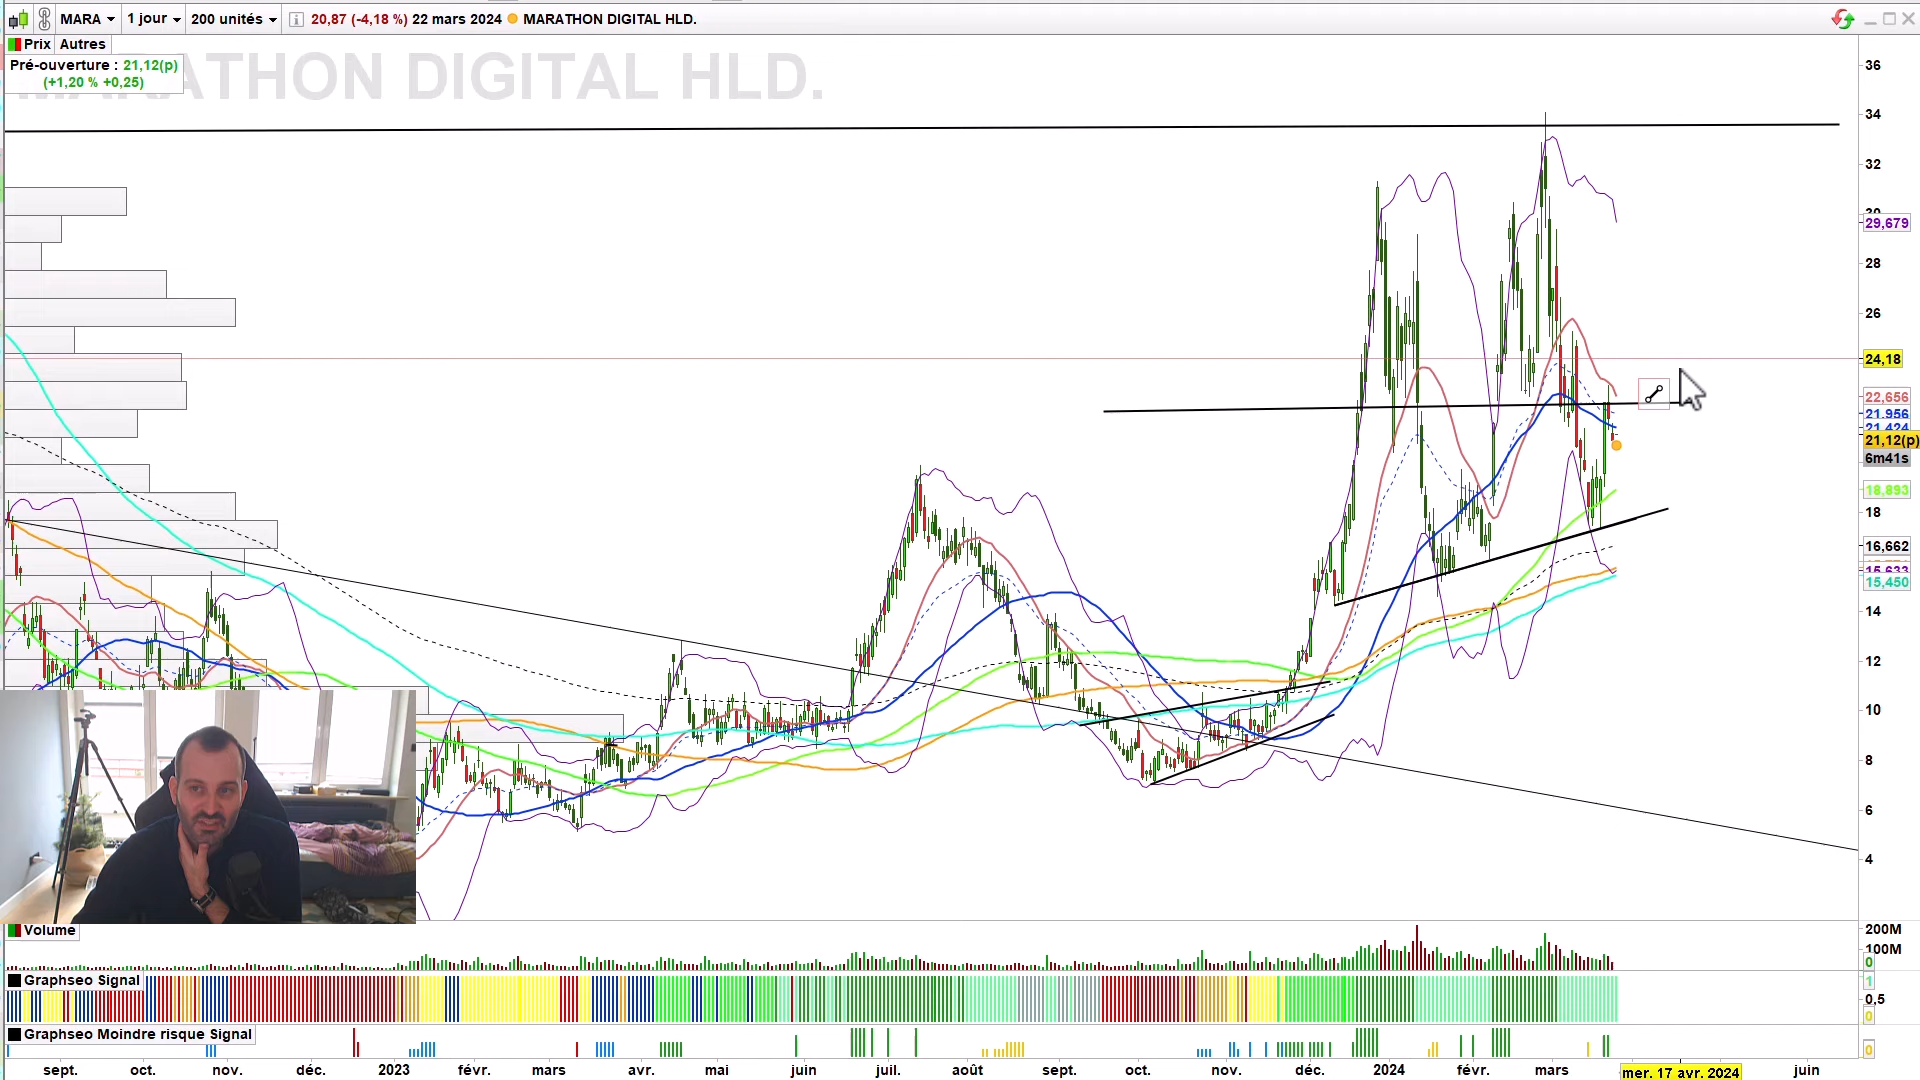 MARA 1 jour 200 unités 20,87 (-4,18 %) 22 mars 2024 MARATHON DIGITAL HLD.
Prix Autres
Pré-ouverture : 21,12(p)
(+1,20 % +0,25)
MARATHON DIGITAL HLD.
36
34
32
30
29,679
28
26
24,18
22,656
21,956
21,424
21,12(p)
6m41s
18,893
18
16,662
15,633
15,450
14
12
10
8
6
4
Volume
200M
100M
0
Graphseo Signal
1
0,5
0
Graphseo Moindre risque Signal
0
sept. oct. nov. déc. 2023 févr. mars avr. mai juin juil. août sept. oct. nov. déc. 2024 févr. mars mer. 17 avr. 2024 juin